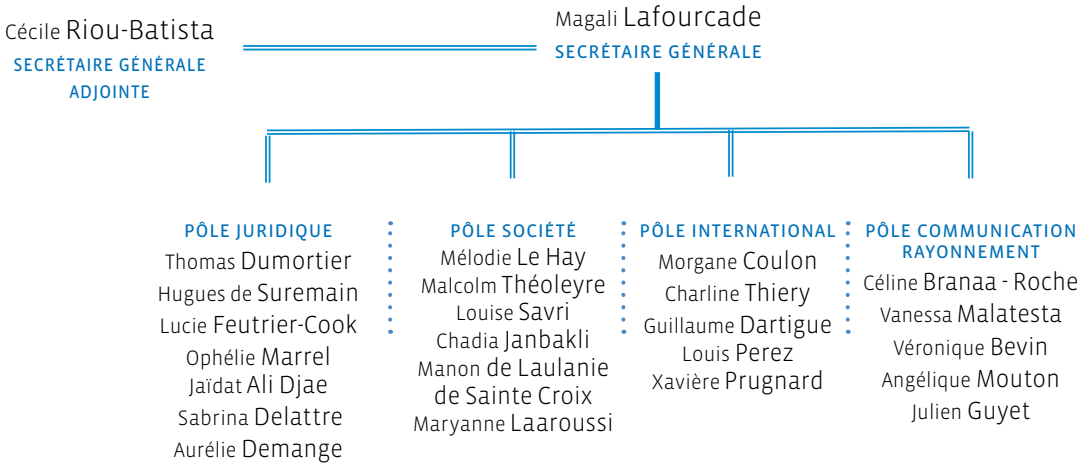 Cécile Riou-Batista
SECRÉTAIRE GÉNÉRALE
ADJOINTE
Magali Lafourcade
SECRÉTAIRE GÉNÉRALE
PÔLE JURIDIQUE
Thomas Dumortier
Hugues de Suremain
Lucie Feutrier-Cook
Ophélie Marrel
Jaïdat Ali Djae
Sabrina Delattre
Aurélie Demange
PÔLE SOCIÉTÉ
Mélodie Le Hay
Malcolm Théoleyre
Louise Savri
Chadia Janbakli
Manon de Laulanie
de Sainte Croix
Maryanne Laaroussi
PÔLE INTERNATIONAL
Morgane Coulon
Charline Thiery
Guillaume Dartigue
Louis Perez
Xavière Prugnard
PÔLE COMMUNICATION
RAYONNEMENT
Céline Branaa - Roche
Vanessa Malatesta
Véronique Bevin
Angélique Mouton
Julien Guyet